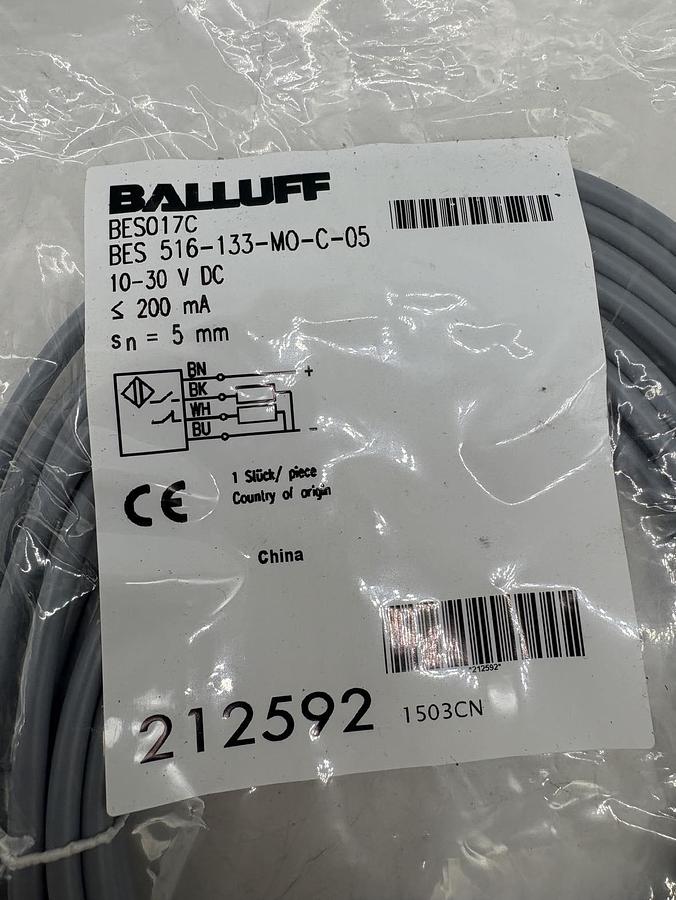 BALLUFF
BES017C
BES 516-133-MO-C-05
10-30 V DC
≤ 200 mA
sn = 5 mm
BN +
BK
WH
BU -
CE
1 Stück/ piece
Country of origin
China
*212592*
212592 1503CN